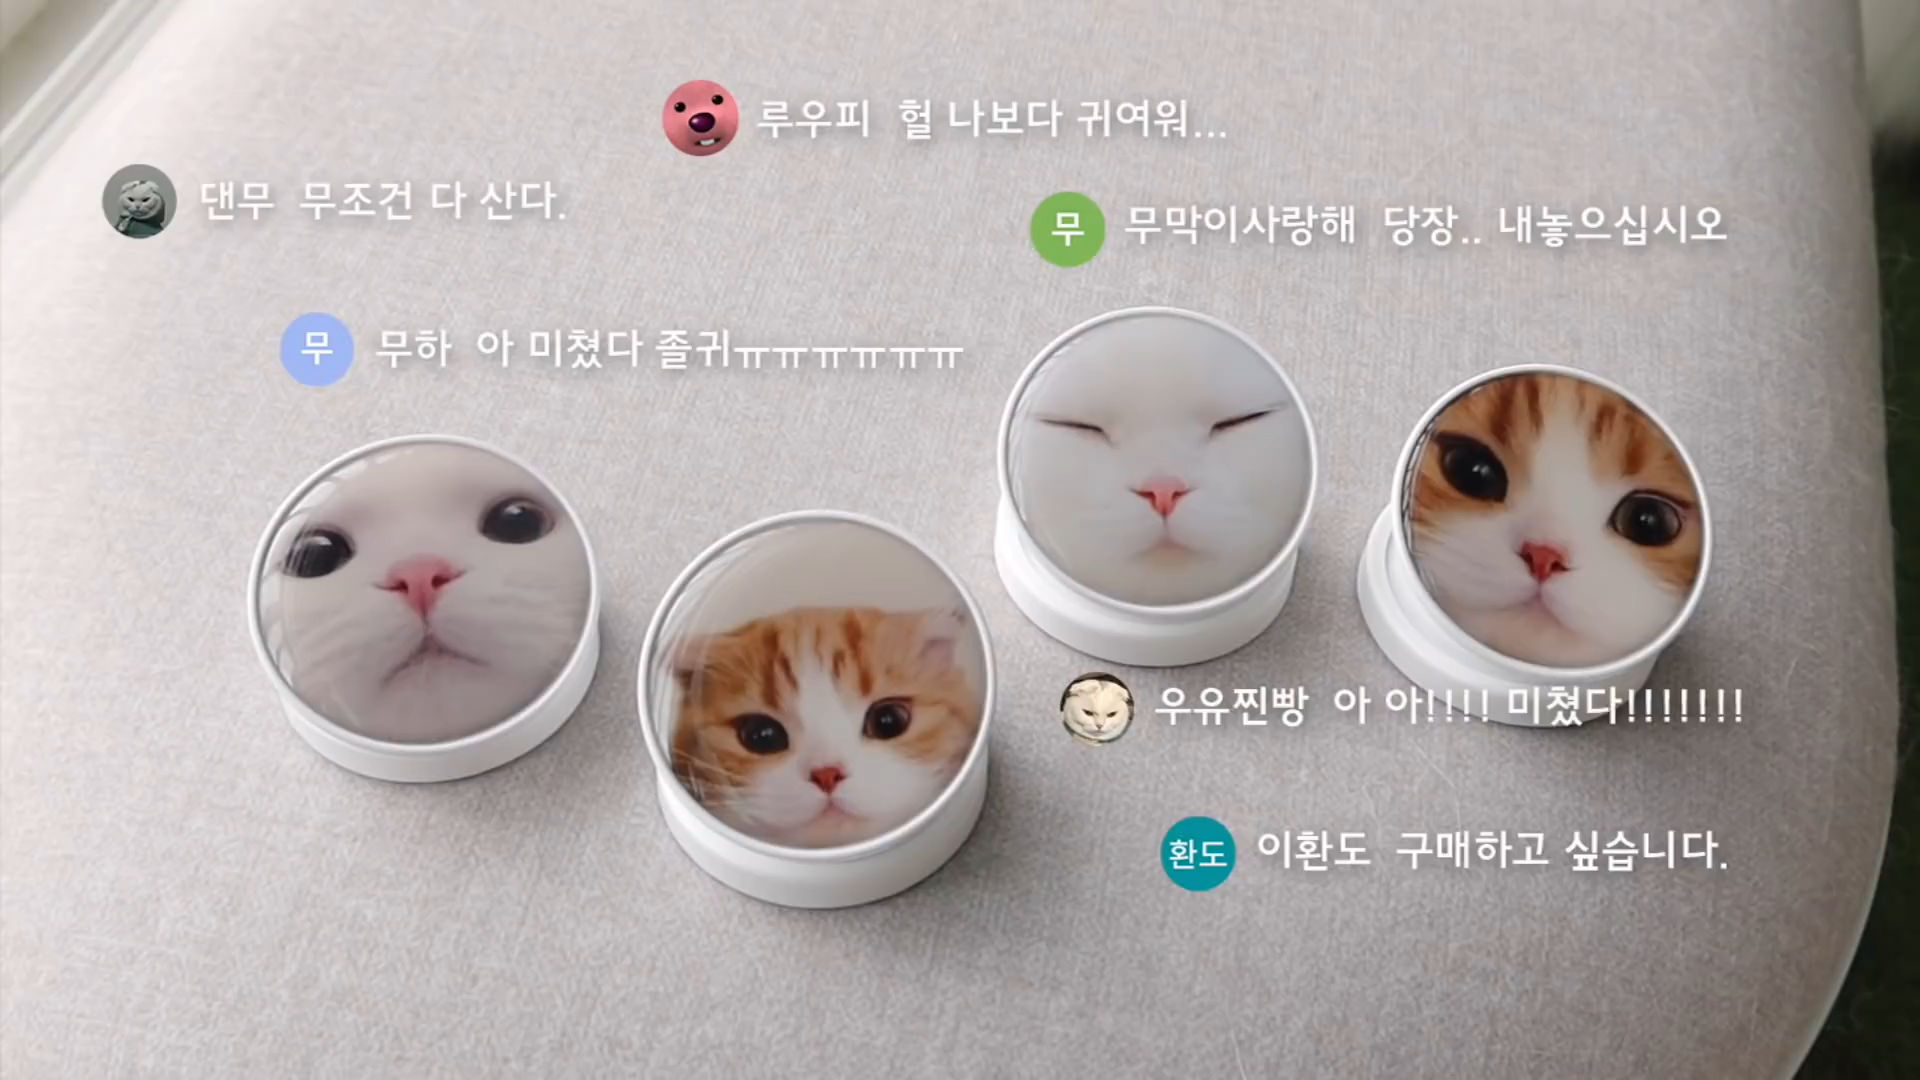 루우피 헐 나보다 귀여워...
댄무 무조건 다 산다.
무 무막이사랑해 당장.. 내놓으십시오
무 무하 아 미쳤다 졸귀ㅠㅠㅠㅠㅠㅠ
우유찐빵 아 아!!!! 미쳤다!!!!!!!
환도 이환도 구매하고 싶습니다.